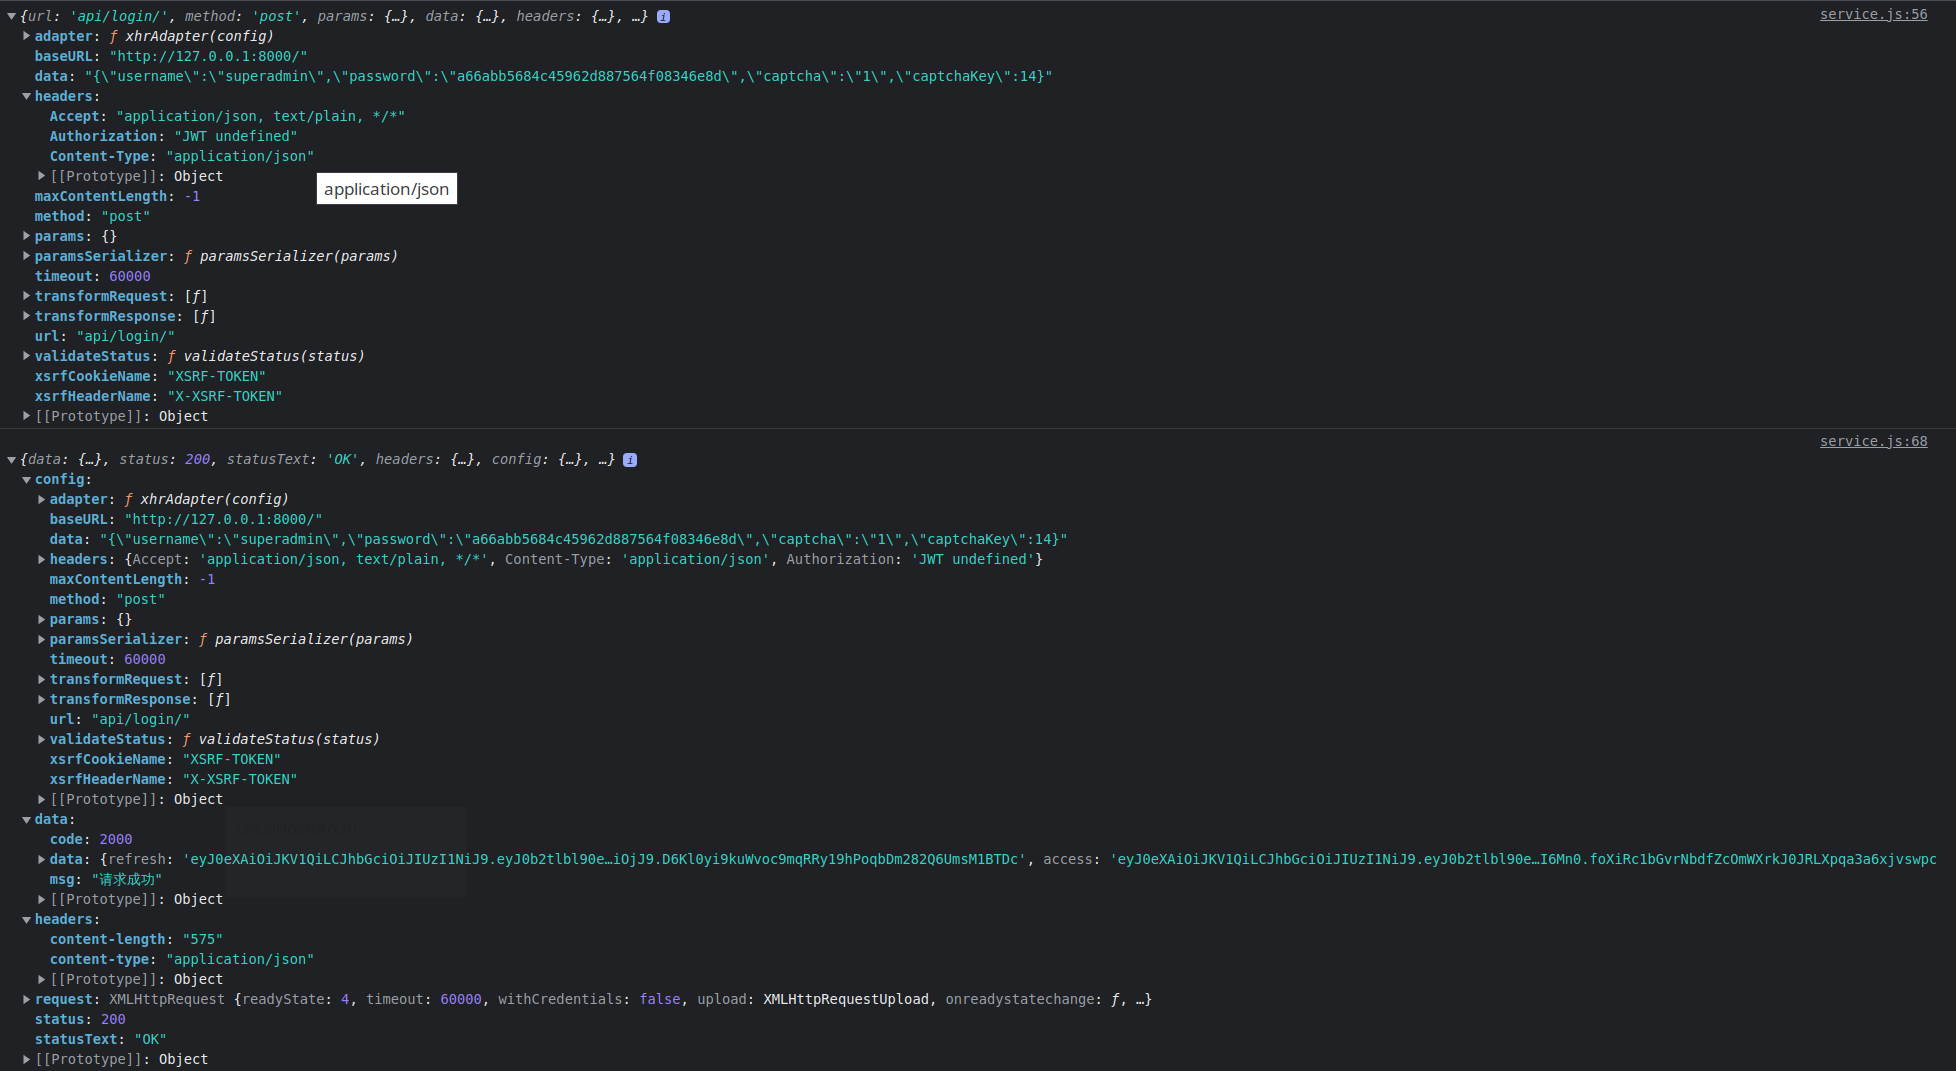 {url: 'api/login/', method: 'post', params: {…}, data: {…}, headers: {…}, …} i service.js:56
adapter: ƒ xhrAdapter(config)
baseURL: "http://127.0.0.1:8000/"
data: "{\"username\":\"superadmin\",\"password\":\"a66abb5684c45962d887564f08346e8d\",\"captcha\":\"1\",\"captchaKey\":14}"
headers:
Accept: "application/json, text/plain, */*"
Authorization: "JWT undefined"
Content-Type: "application/json"
[[Prototype]]: Object
application/json
maxContentLength: -1
method: "post"
params: {}
paramsSerializer: ƒ paramsSerializer(params)
timeout: 60000
transformRequest: [ƒ]
transformResponse: [ƒ]
url: "api/login/"
validateStatus: ƒ validateStatus(status)
xsrfCookieName: "XSRF-TOKEN"
xsrfHeaderName: "X-XSRF-TOKEN"
[[Prototype]]: Object
service.js:68
{data: {…}, status: 200, statusText: 'OK', headers: {…}, config: {…}, …} i
config:
adapter: ƒ xhrAdapter(config)
baseURL: "http://127.0.0.1:8000/"
data: "{\"username\":\"superadmin\",\"password\":\"a66abb5684c45962d887564f08346e8d\",\"captcha\":\"1\",\"captchaKey\":14}"
headers: {Accept: 'application/json, text/plain, */*', Content-Type: 'application/json', Authorization: 'JWT undefined'}
maxContentLength: -1
method: "post"
params: {}
paramsSerializer: ƒ paramsSerializer(params)
timeout: 60000
transformRequest: [ƒ]
transformResponse: [ƒ]
url: "api/login/"
validateStatus: ƒ validateStatus(status)
xsrfCookieName: "XSRF-TOKEN"
xsrfHeaderName: "X-XSRF-TOKEN"
[[Prototype]]: Object
data:
code: 2000
data: {refresh: 'eyJ0eXAiOiJKV1QiLCJhbGciOiJIUzI1NiJ9.eyJ0b2tlbl90e…iOjJ9.D6Kl0yi9kuWvoc9mqRRy19hPoqbDm282Q6UmsM1BTDc', access: 'eyJ0eXAiOiJKV1QiLCJhbGciOiJIUzI1NiJ9.eyJ0b2tlbl90e…I6Mn0.foXiRc1bGvrNbdfZcOmWXrkJ0JRLXpqa3a6xjvswpc
msg: "请求成功"
[[Prototype]]: Object
headers:
content-length: "575"
content-type: "application/json"
[[Prototype]]: Object
request: XMLHttpRequest {readyState: 4, timeout: 60000, withCredentials: false, upload: XMLHttpRequestUpload, onreadystatechange: ƒ, …}
status: 200
statusText: "OK"
[[Prototype]]: Object